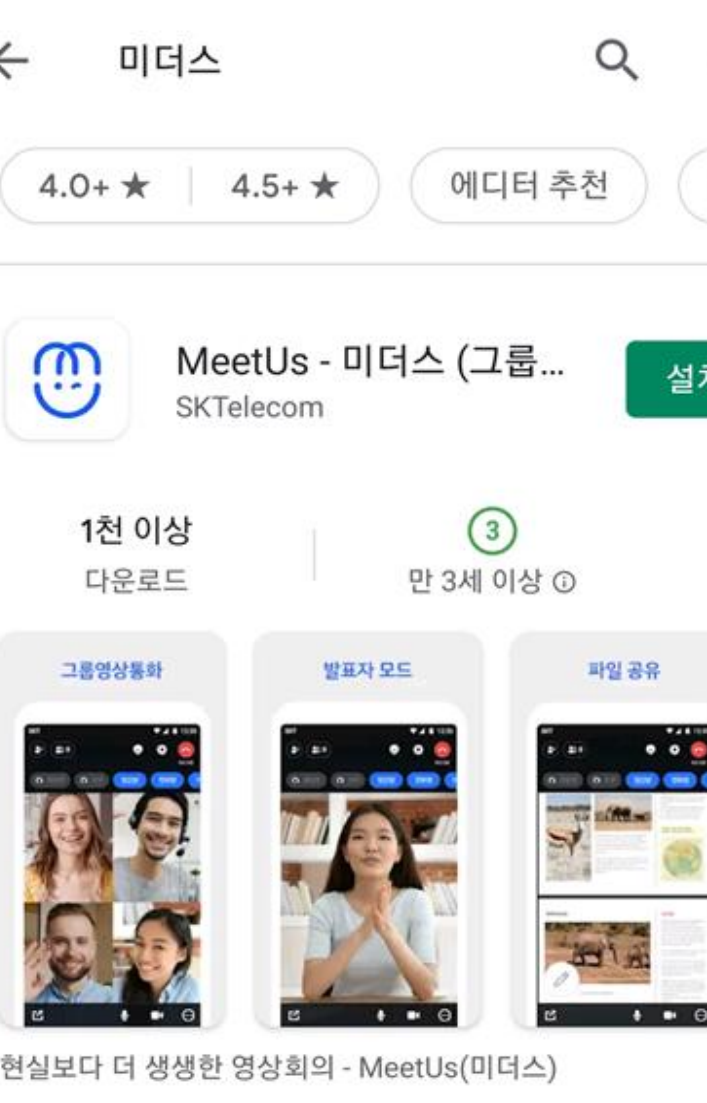 미더스
4.0+ ★ 4.5+ ★ 에디터 추천
MeetUs - 미더스 (그룹...
SKTelecom
1천 이상
다운로드
3
만 3세 이상
그룹영상통화 발표자 모드 파일 공유
현실보다 더 생생한 영상회의 - MeetUs(미더스)